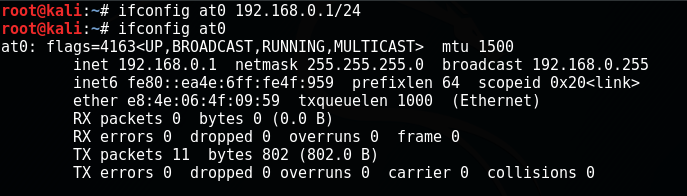 root@kali:~# ifconfig at0 192.168.0.1/24
root@kali:~# ifconfig at0
at0: flags=4163<UP,BROADCAST,RUNNING,MULTICAST>  mtu 1500
        inet 192.168.0.1  netmask 255.255.255.0  broadcast 192.168.0.255
        inet6 fe80::ea4e:6ff:fe4f:959  prefixlen 64  scopeid 0x20<link>
        ether e8:4e:06:4f:09:59  txqueuelen 1000  (Ethernet)
        RX packets 0  bytes 0 (0.0 B)
        RX errors 0  dropped 0  overruns 0  frame 0
        TX packets 11  bytes 802 (802.0 B)
        TX errors 0  dropped 0 overruns 0  carrier 0  collisions 0